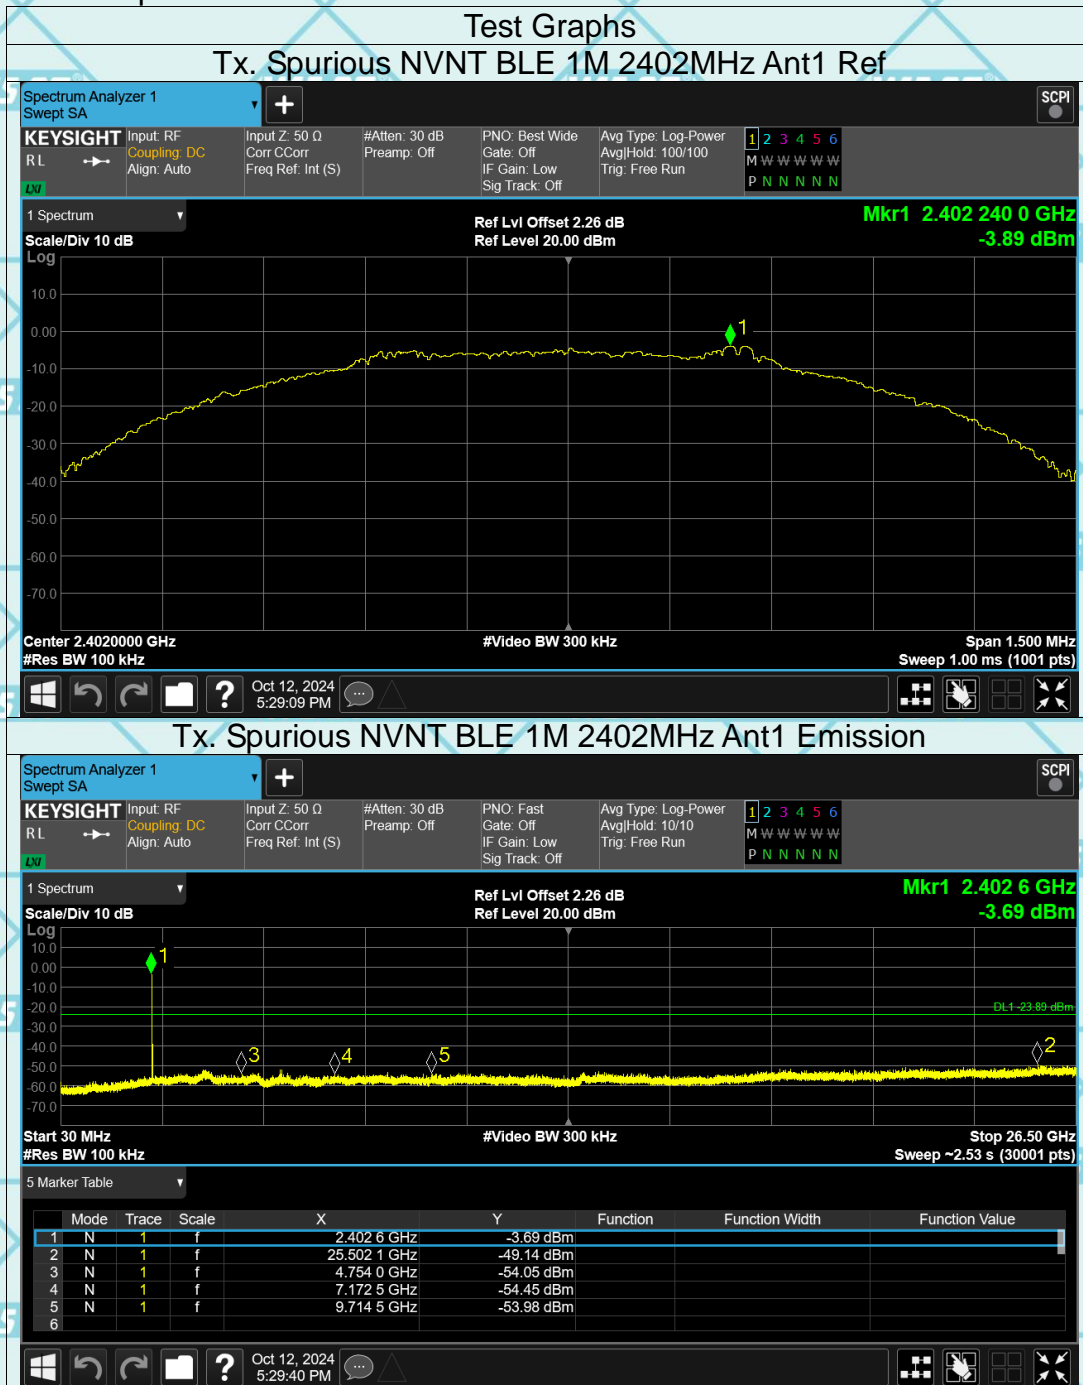 Test Graphs
Tx. Spurious NVNT BLE 1M 2402MHz Ant1 Ref
Spectrum Analyzer 1
Swept SA
SCPI
KEYSIGHT Input: RF Input Z: 50 Ω #Atten: 30 dB PNO: Best Wide Avg Type: Log-Power 1 2 3 4 5 6
RL Coupling: DC Corr CCorr Preamp: Off Gate: Off Avg|Hold: 100/100 M W W W W W
Align: Auto Freq Ref: Int (S) IF Gain: Low Trig: Free Run P N N N N N
LXI Sig Track: Off
1 Spectrum Ref Lvl Offset 2.26 dB Mkr1 2.402 240 0 GHz
Scale/Div 10 dB Ref Level 20.00 dBm -3.89 dBm
Log
10.0
0.00
1
-10.0
-20.0
-30.0
-40.0
-50.0
-60.0
-70.0
Center 2.4020000 GHz #Video BW 300 kHz Span 1.500 MHz
#Res BW 100 kHz Sweep 1.00 ms (1001 pts)
? Oct 12, 2024
5:29:09 PM
Tx. Spurious NVNT BLE 1M 2402MHz Ant1 Emission
Spectrum Analyzer 1
Swept SA
SCPI
KEYSIGHT Input: RF Input Z: 50 Ω #Atten: 30 dB PNO: Fast Avg Type: Log-Power 1 2 3 4 5 6
RL Coupling: DC Corr CCorr Preamp: Off Gate: Off Avg|Hold: 10/10 M W W W W W
Align: Auto Freq Ref: Int (S) IF Gain: Low Trig: Free Run P N N N N N
LXI Sig Track: Off
1 Spectrum Ref Lvl Offset 2.26 dB Mkr1 2.402 6 GHz
Scale/Div 10 dB Ref Level 20.00 dBm -3.69 dBm
Log
10.0
1
0.00
-10.0
-20.0 DL1 -23.89 dBm
-30.0
-40.0
3 4 5 2
-50.0
-60.0
-70.0
Start 30 MHz #Video BW 300 kHz Stop 26.50 GHz
#Res BW 100 kHz Sweep ~2.53 s (30001 pts)
5 Marker Table
Mode Trace Scale X Y Function Function Width Function Value
1 N 1 f 2.402 6 GHz -3.69 dBm
2 N 1 f 25.502 1 GHz -49.14 dBm
3 N 1 f 4.754 0 GHz -54.05 dBm
4 N 1 f 7.172 5 GHz -54.45 dBm
5 N 1 f 9.714 5 GHz -53.98 dBm
6
? Oct 12, 2024
5:29:40 PM